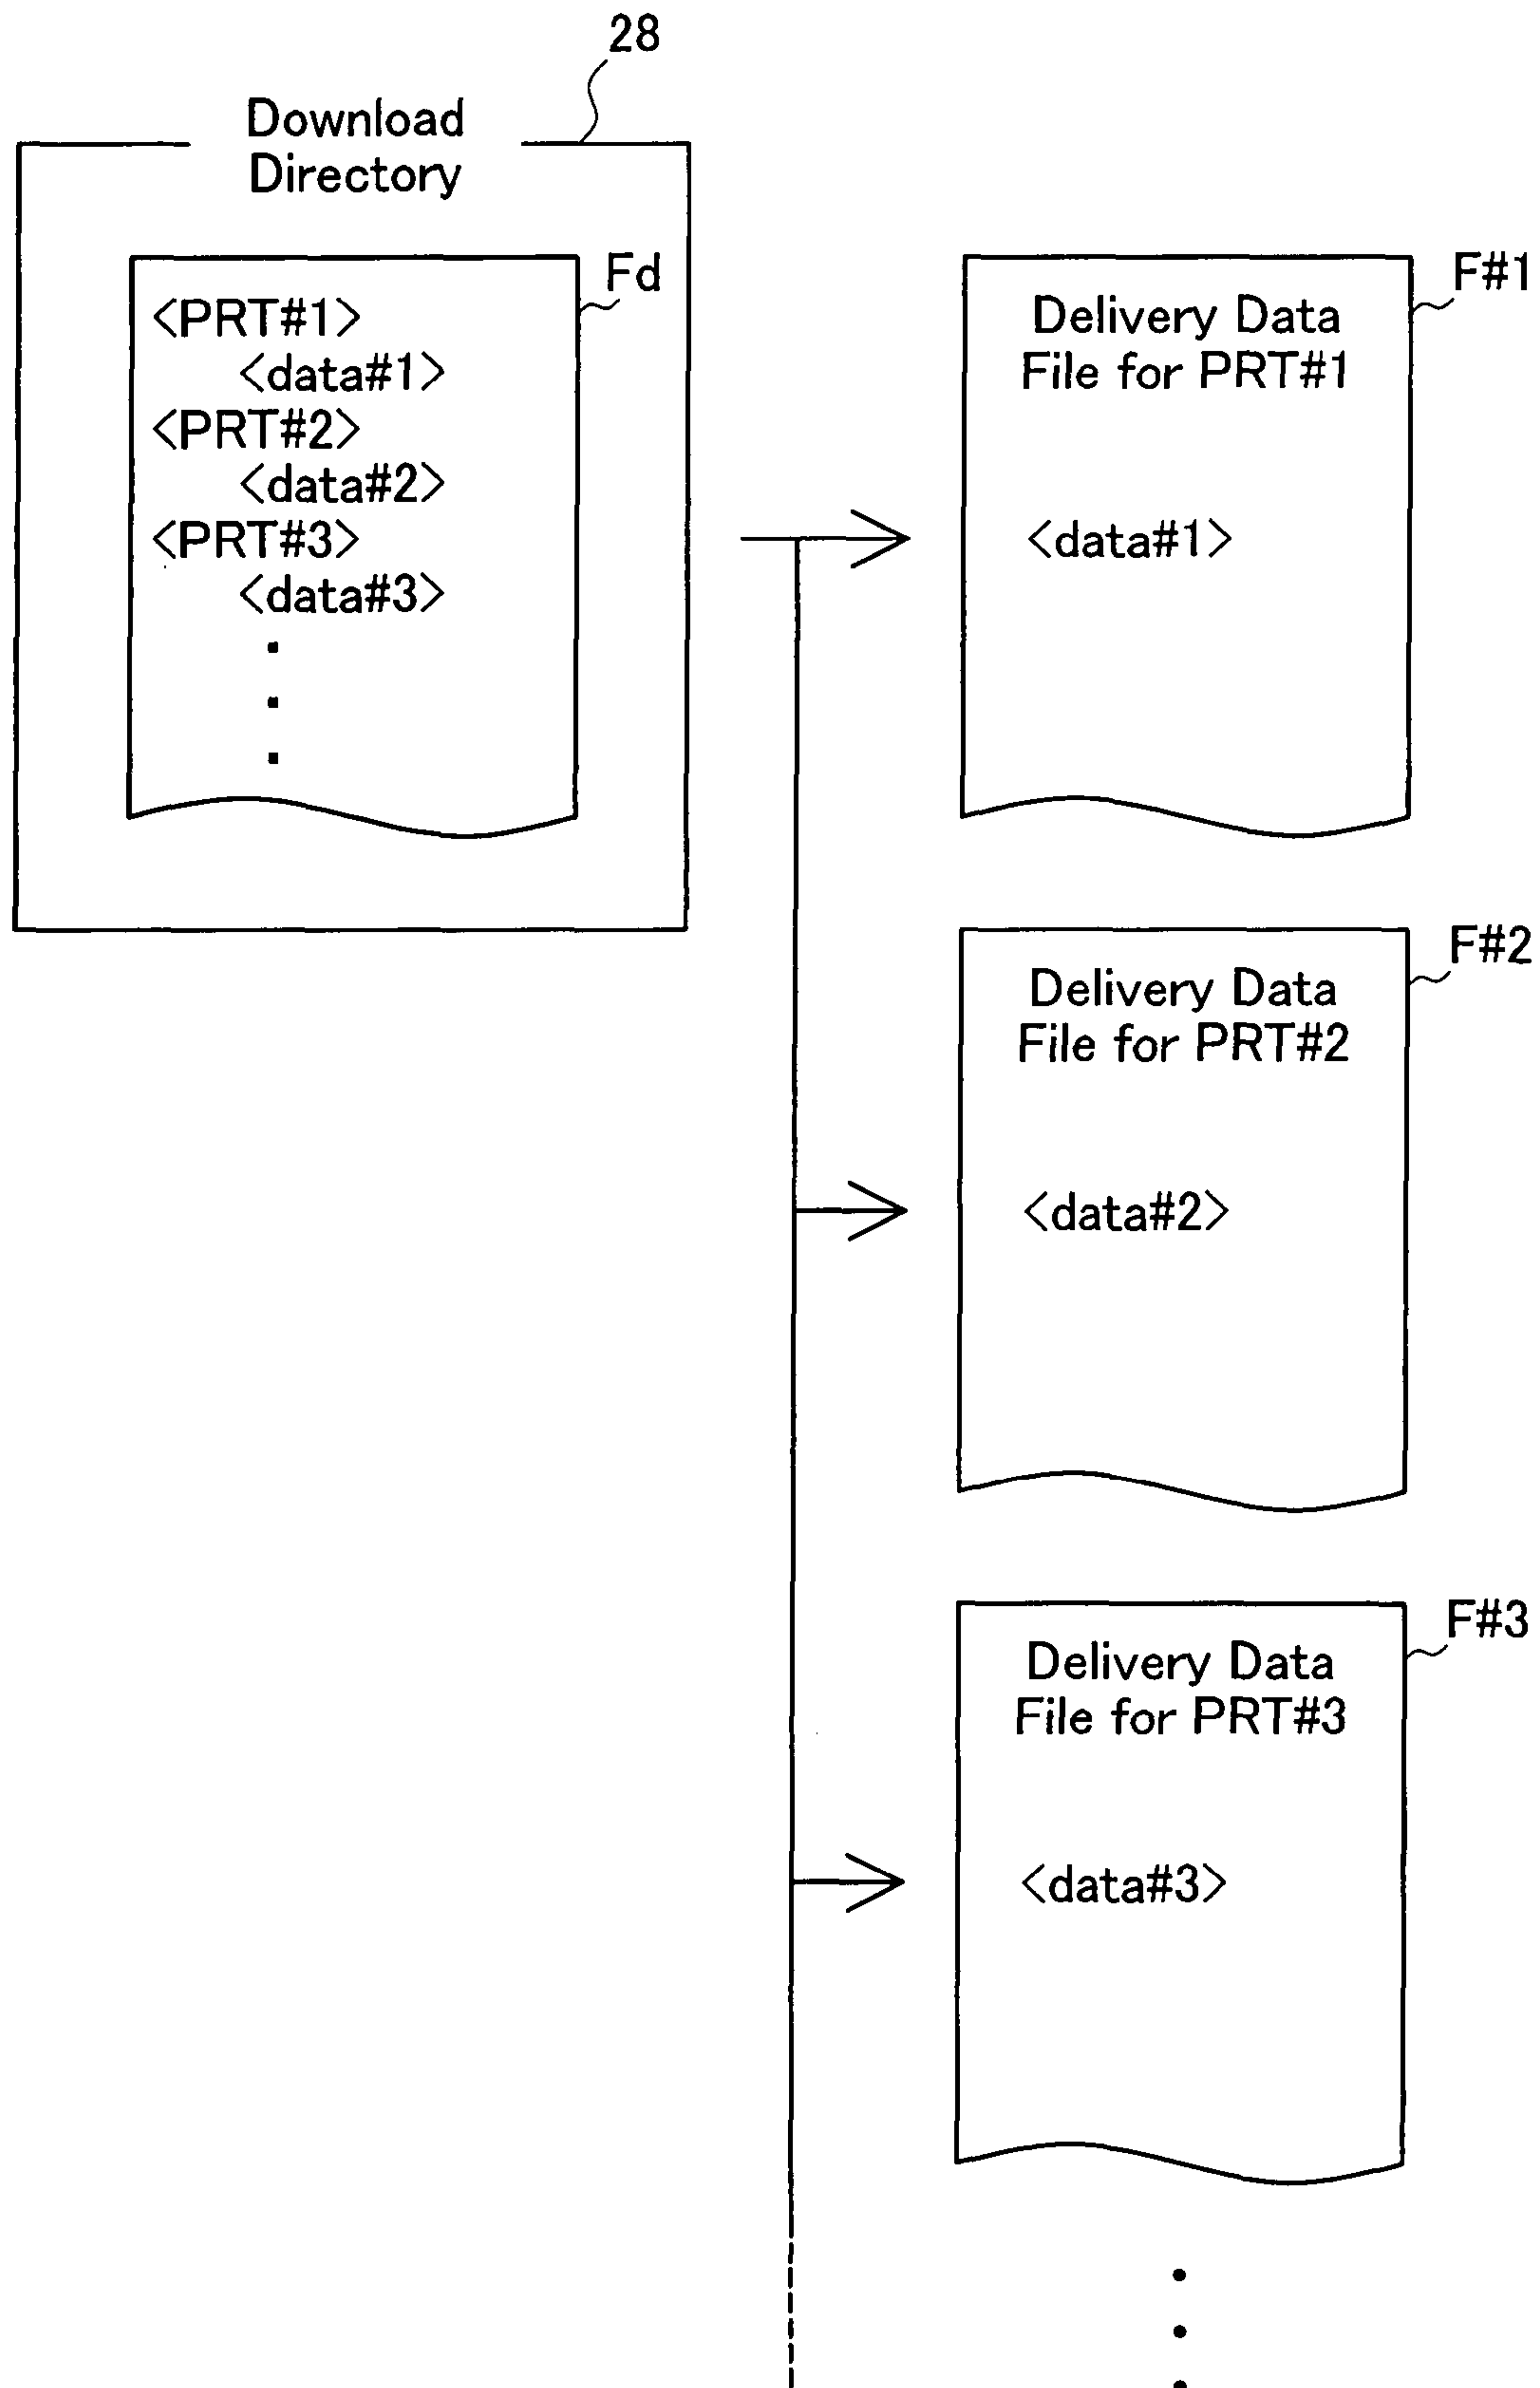 28
Download
Directory
Fd
<PRT#1>
<data#1>
<PRT#2>
<data#2>
<PRT#3>
<data#3>
F#1
Delivery Data
File for PRT#1
<data#1>
F#2
Delivery Data
File for PRT#2
<data#2>
F#3
Delivery Data
File for PRT#3
<data#3>